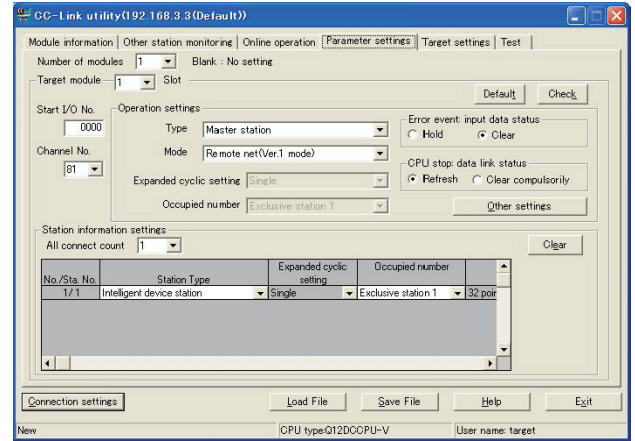 CC-Link utility(192.168.3.3(Default))
Module information Other station monitoring Online operation Parameter settings Target settings Test
Number of modules 1 Blank : No setting
Target module 1 Slot
Default Check
Start I/O No. 0000
Channel No. 81
Operation settings
Type Master station
Mode Remote net(Ver.1 mode)
Expanded cyclic setting Single
Occupied number Exclusive station 1
Error event: input data status
Hold Clear
CPU stop: data link status
Refresh Clear compulsorily
Other settings
Station information settings
All connect count 1
Clear
No./Sta. No. Station Type Expanded cyclic setting Occupied number
1/1 Intelligent device station Single Exclusive station 1 32 poin
Connection settings Load File Save File Help Exit
New CPU type:Q12DCCPU-V User name: target